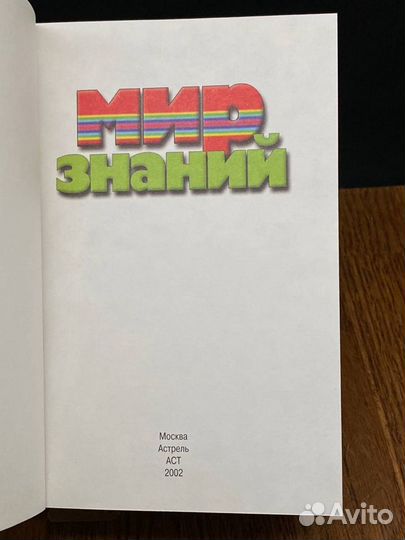 мир
знаний
Москва
Астрель
АСТ
2002
Avito